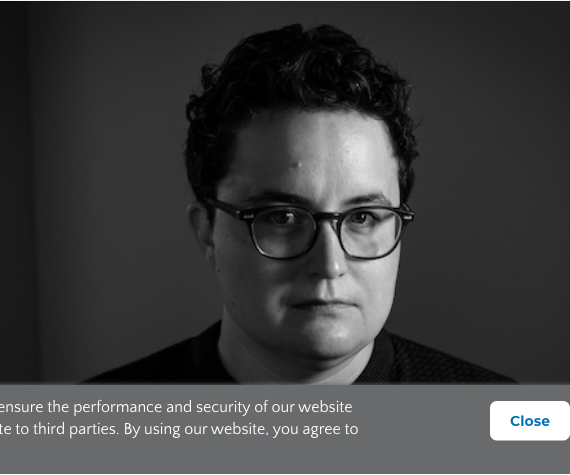 ensure the performance and security of our website
te to third parties. By using our website, you agree to
Close